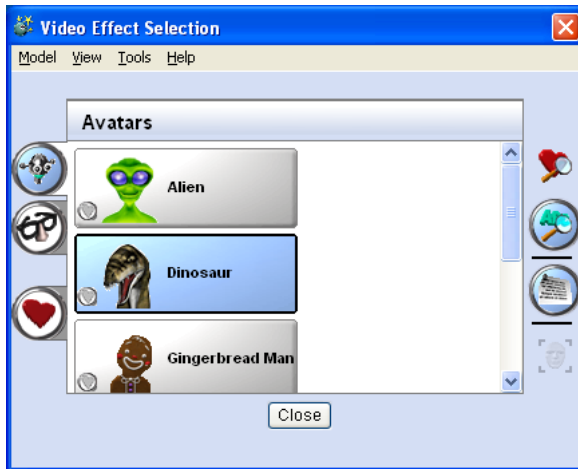 Video Effect Selection
Model View Tools Help
Avatars
Alien
Dinosaur
Gingerbread Man
Close